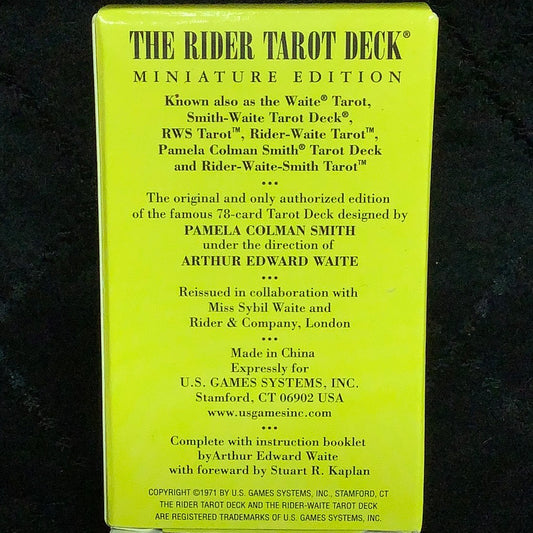 THE RIDER TAROT DECK®
MINIATURE EDITION
Known also as the Waite® Tarot,
Smith-Waite Tarot Deck®,
RWS Tarot™, Rider-Waite Tarot™,
Pamela Colman Smith® Tarot Deck
and Rider-Waite-Smith Tarot™
•••
The original and only authorized edition
of the famous 78-card Tarot Deck designed by
PAMELA COLMAN SMITH
under the direction of
ARTHUR EDWARD WAITE
•••
Reissued in collaboration with
Miss Sybil Waite and
Rider & Company, London
•••
Made in China
Expressly for
U.S. GAMES SYSTEMS, INC.
Stamford, CT 06902 USA
www.usgamesinc.com
•••
Complete with instruction booklet
byArthur Edward Waite
with foreword by Stuart R. Kaplan
COPYRIGHT ©1971 BY U.S. GAMES SYSTEMS, INC., STAMFORD, CT
THE RIDER TAROT DECK AND THE RIDER-WAITE TAROT DECK
ARE REGISTERED TRADEMARKS OF U.S. GAMES SYSTEMS, INC.